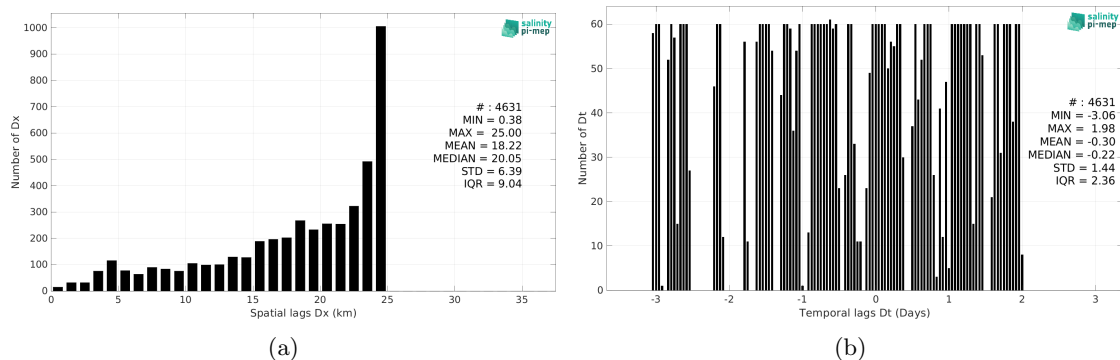 1000
900
800
700
600
500
400
300
200
100
0
Number of Dx
0 5 10 15 20 25 30 35
Spatial lags Dx (km)
salinity
pi-mep
# : 4631
MIN = 0.38
MAX = 25.00
MEAN = 18.22
MEDIAN = 20.05
STD = 6.39
IQR = 9.04
(a)
60
50
40
30
20
10
0
Number of Dt
-3 -2 -1 0 1 2 3
Temporal lags Dt (Days)
salinity
pi-mep
# : 4631
MIN = -3.06
MAX = 1.98
MEAN = -0.30
MEDIAN = -0.22
STD = 1.44
IQR = 2.36
(b)